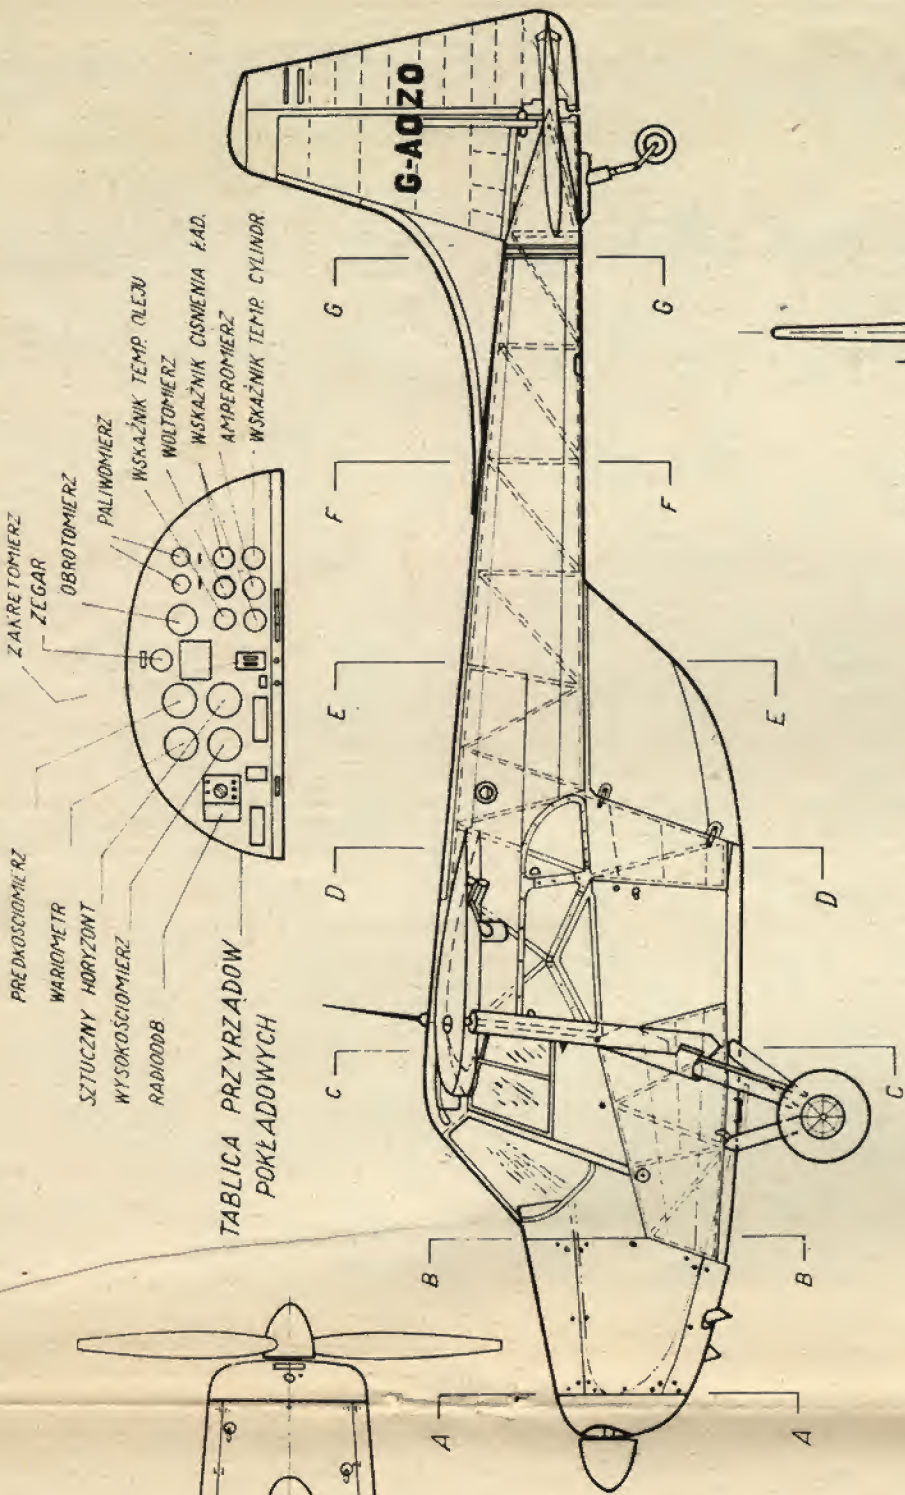 ZAKRĘTOMIERZ
ZEGAR
OBROTOMIERZ
PALIWOMIERZ
WSKAŹNIK TEMP. OLEJU
WOLTOMIERZ
WSKAŹNIK CIŚNIENIA ŁAD.
AMPEROMIERZ
WSKAŹNIK TEMP. CYLINDR.
PRĘDKOŚCIOMIERZ
WARIOMETR
SZTUCZNY HORYZONT
WYSOKOŚCIOMIERZ
RADIOODB.
TABLICA PRZYRZĄDOW
POKŁADOWYCH
G-AOZO
A
B
C
D
E
F
G
A
B
C
D
E
F
G